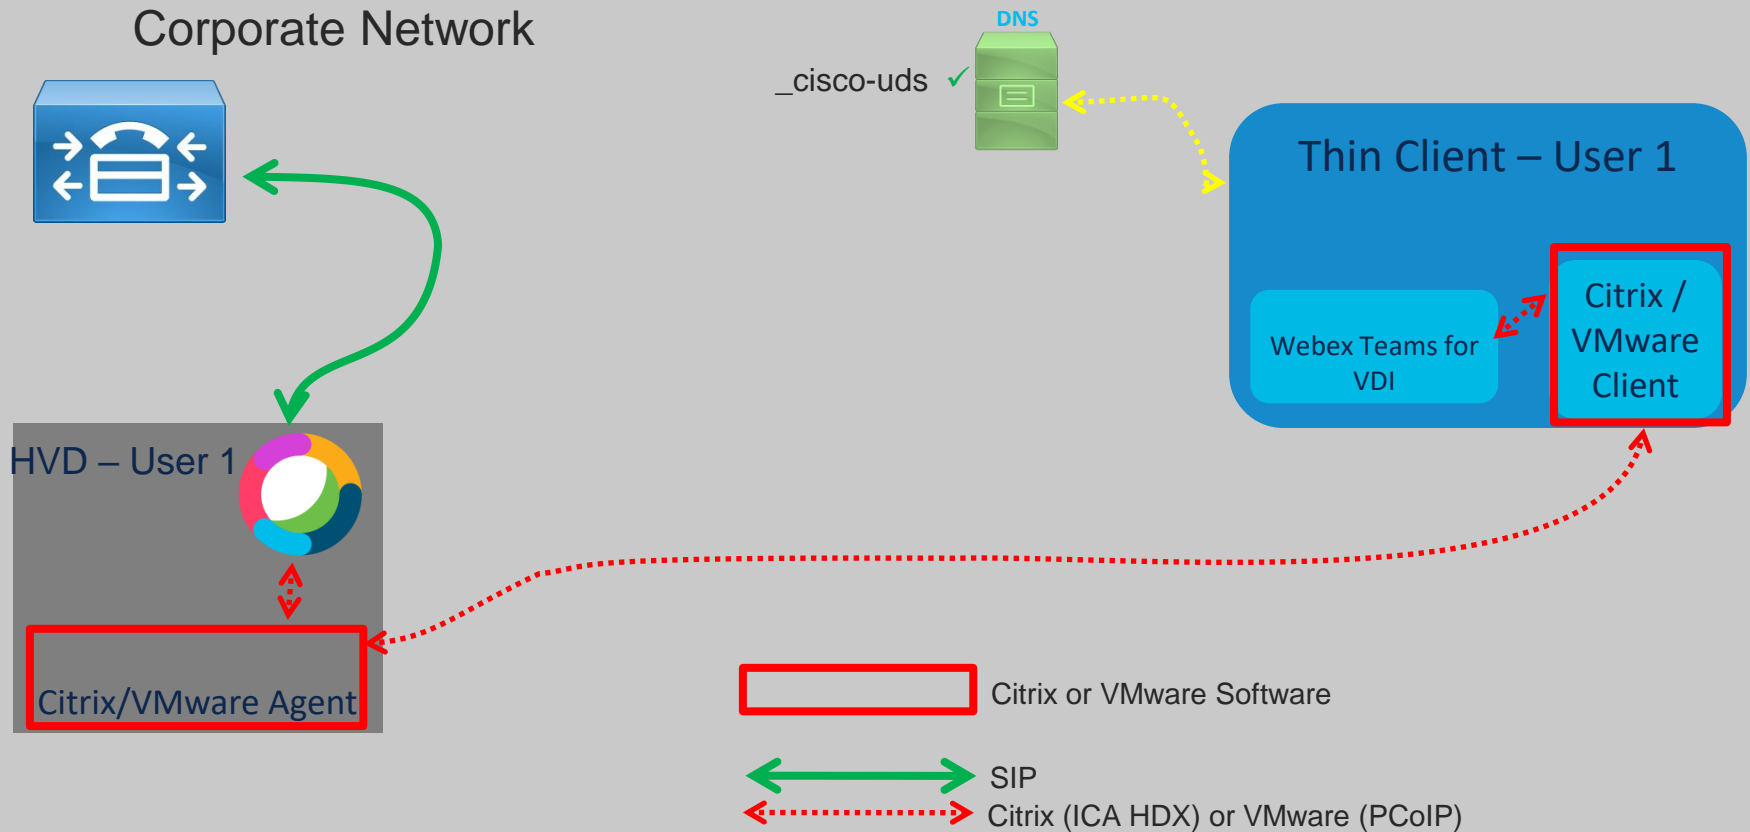 Corporate Network
DNS
_cisco-uds ✓
Thin Client – User 1
Citrix /
VMware
Client
Webex Teams for
VDI
HVD – User 1
Citrix/VMware Agent
Citrix or VMware Software
SIP
Citrix (ICA HDX) or VMware (PCoIP)